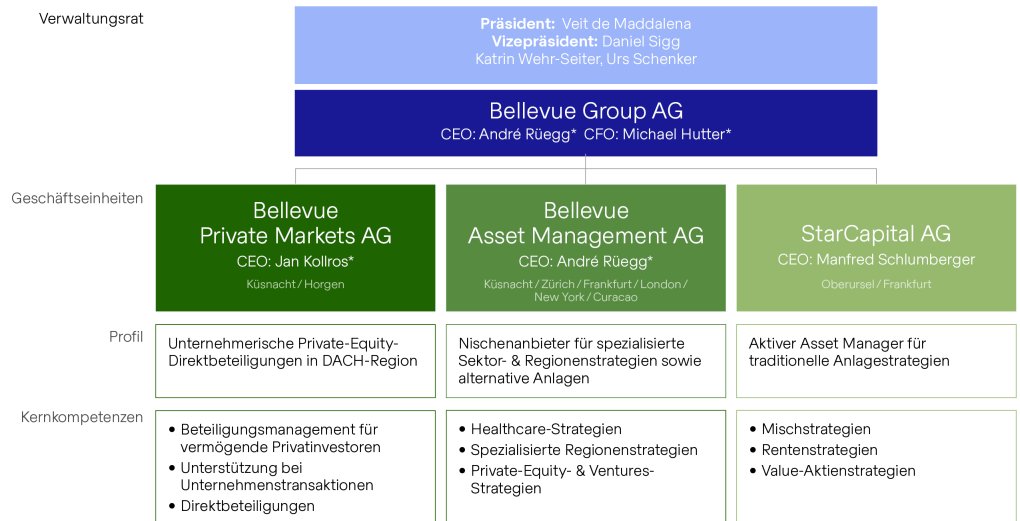 Verwaltungsrat
Präsident: Veit de Maddalena
Vizepräsident: Daniel Sigg
Katrin Wehr-Seiter, Urs Schenker
Bellevue Group AG
CEO: André Rüegg* CFO: Michael Hutter*
Geschäftseinheiten
Bellevue
Private Markets AG
CEO: Jan Kollros*
Küsnacht / Horgen
Bellevue
Asset Management AG
CEO: André Rüegg*
Küsnacht / Zürich / Frankfurt / London /
New York / Curacao
StarCapital AG
CEO: Manfred Schlumberger
Oberursel / Frankfurt
Profil
Unternehmerische Private-Equity-
Direktbeteiligungen in DACH-Region
Nischenanbieter für spezialisierte
Sektor- & Regionenstrategien sowie
alternative Anlagen
Aktiver Asset Manager für
traditionelle Anlagestrategien
Kernkompetenzen
• Beteiligungsmanagement für
vermögende Privatinvestoren
• Unterstützung bei
Unternehmenstransaktionen
• Direktbeteiligungen
• Healthcare-Strategien
• Spezialisierte Regionenstrategien
• Private-Equity- & Ventures-
Strategien
• Mischstrategien
• Rentenstrategien
• Value-Aktienstrategien